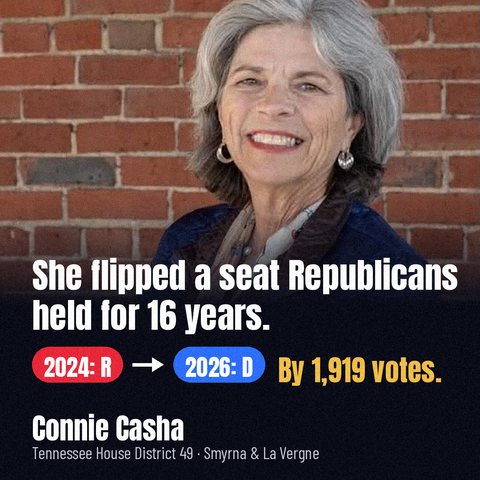 She flipped a seat Republicans
held for 16 years.
2024: R → 2026: D By 1,919 votes.
Connie Casha
Tennessee House District 49 · Smyrna & La Vergne